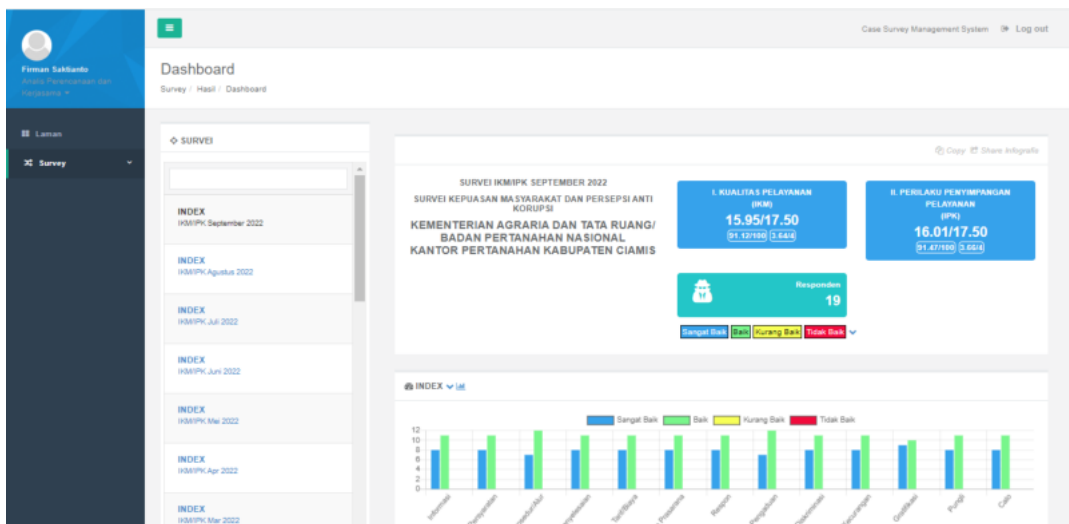 Case Survey Management System Log out
Firman Saktianto
Analis Perencanaan dan
Kerjasama
Laman
Survey
Dashboard
Survey / Hasil / Dashboard
SURVEI
INDEX
IKM/IPK September 2022
INDEX
IKM/IPK Agustus 2022
INDEX
IKM/IPK Juli 2022
INDEX
IKM/IPK Juni 2022
INDEX
IKM/IPK Mei 2022
INDEX
IKM/IPK Apr 2022
INDEX
IKM/IPK Mar 2022
Copy Share Infografis
SURVEI IKM/IPK SEPTEMBER 2022
SURVEI KEPUASAN MASYARAKAT DAN PERSEPSI ANTI
KORUPSI
KEMENTERIAN AGRARIA DAN TATA RUANG/
BADAN PERTANAHAN NASIONAL
KANTOR PERTANAHAN KABUPATEN CIAMIS
I. KUALITAS PELAYANAN
(IKM)
15.95/17.50
91.12/100 3.64/4
II. PERILAKU PENYIMPANGAN
PELAYANAN
(IPK)
16.01/17.50
91.47/100 3.66/4
Responden
19
Sangat Baik Baik Kurang Baik Tidak Baik
INDEX
Sangat Baik Baik Kurang Baik Tidak Baik
12
10
8
6
4
2
0
Informasi
Persyaratan
Prosedur/Alur
Penyelesaian
Tarif/Biaya
Prasarana
Respon
Pengaduan
Diskriminasi
Kecurangan
Gratifikasi
Pungli
Calo